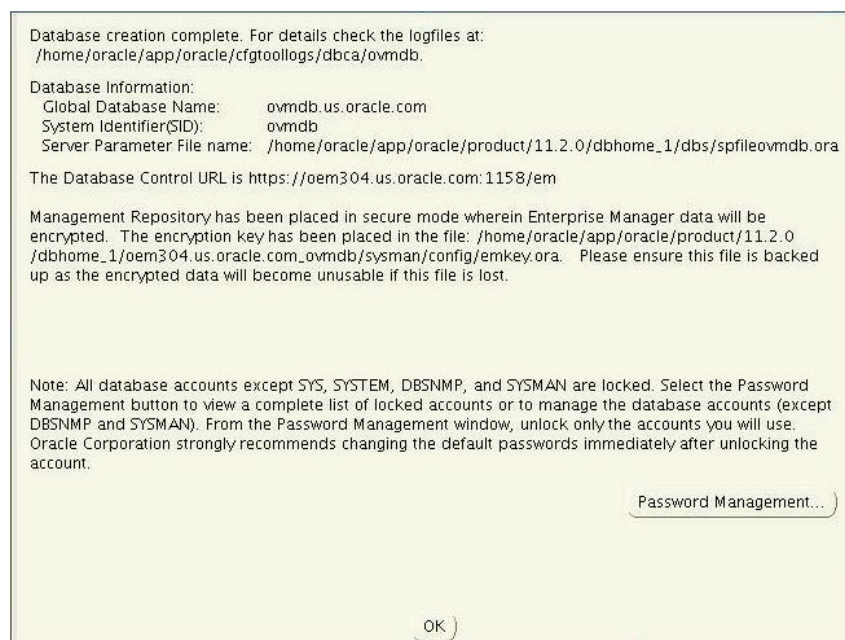 Database creation complete. For details check the logfiles at:
/home/oracle/app/oracle/cfgtoollogs/dbca/ovmdb.
Database Information:
Global Database Name: ovmdb.us.oracle.com
System Identifier(SID): ovmdb
Server Parameter File name: /home/oracle/app/oracle/product/11.2.0/dbhome_1/dbs/spfileovmdb.ora
The Database Control URL is https://oem304.us.oracle.com:1158/em
Management Repository has been placed in secure mode wherein Enterprise Manager data will be
encrypted. The encryption key has been placed in the file: /home/oracle/app/oracle/product/11.2.0
/dbhome_1/oem304.us.oracle.com_ovmdb/sysman/config/emkey.ora. Please ensure this file is backed
up as the encrypted data will become unusable if this file is lost.
Note: All database accounts except SYS, SYSTEM, DBSNMP, and SYSMAN are locked. Select the Password
Management button to view a complete list of locked accounts or to manage the database accounts (except
DBSNMP and SYSMAN). From the Password Management window, unlock only the accounts you will use.
Oracle Corporation strongly recommends changing the default passwords immediately after unlocking the
account.
Password Management...
OK